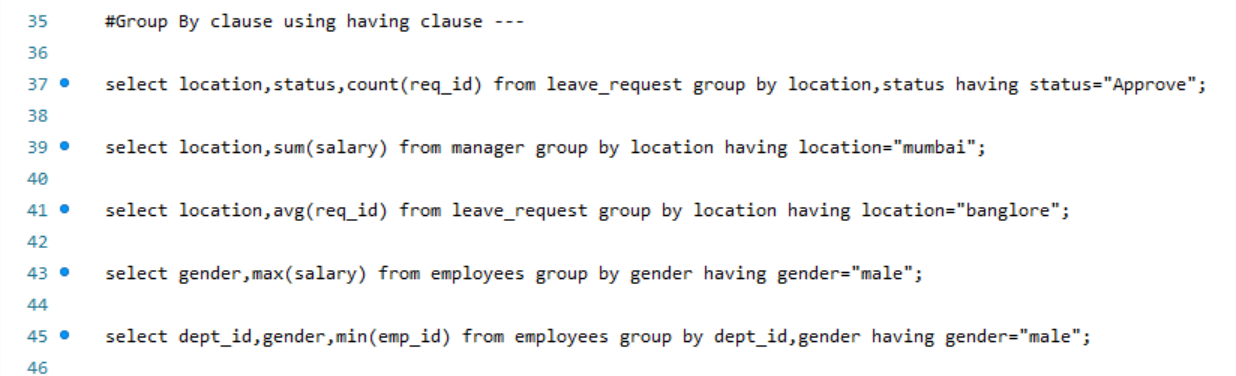 35 #Group By clause using having clause ---
36
37 select location,status,count(req_id) from leave_request group by location,status having status="Approve";
38
39 select location,sum(salary) from manager group by location having location="mumbai";
40
41 select location,avg(req_id) from leave_request group by location having location="banglore";
42
43 select gender,max(salary) from employees group by gender having gender="male";
44
45 select dept_id,gender,min(emp_id) from employees group by dept_id,gender having gender="male";
46